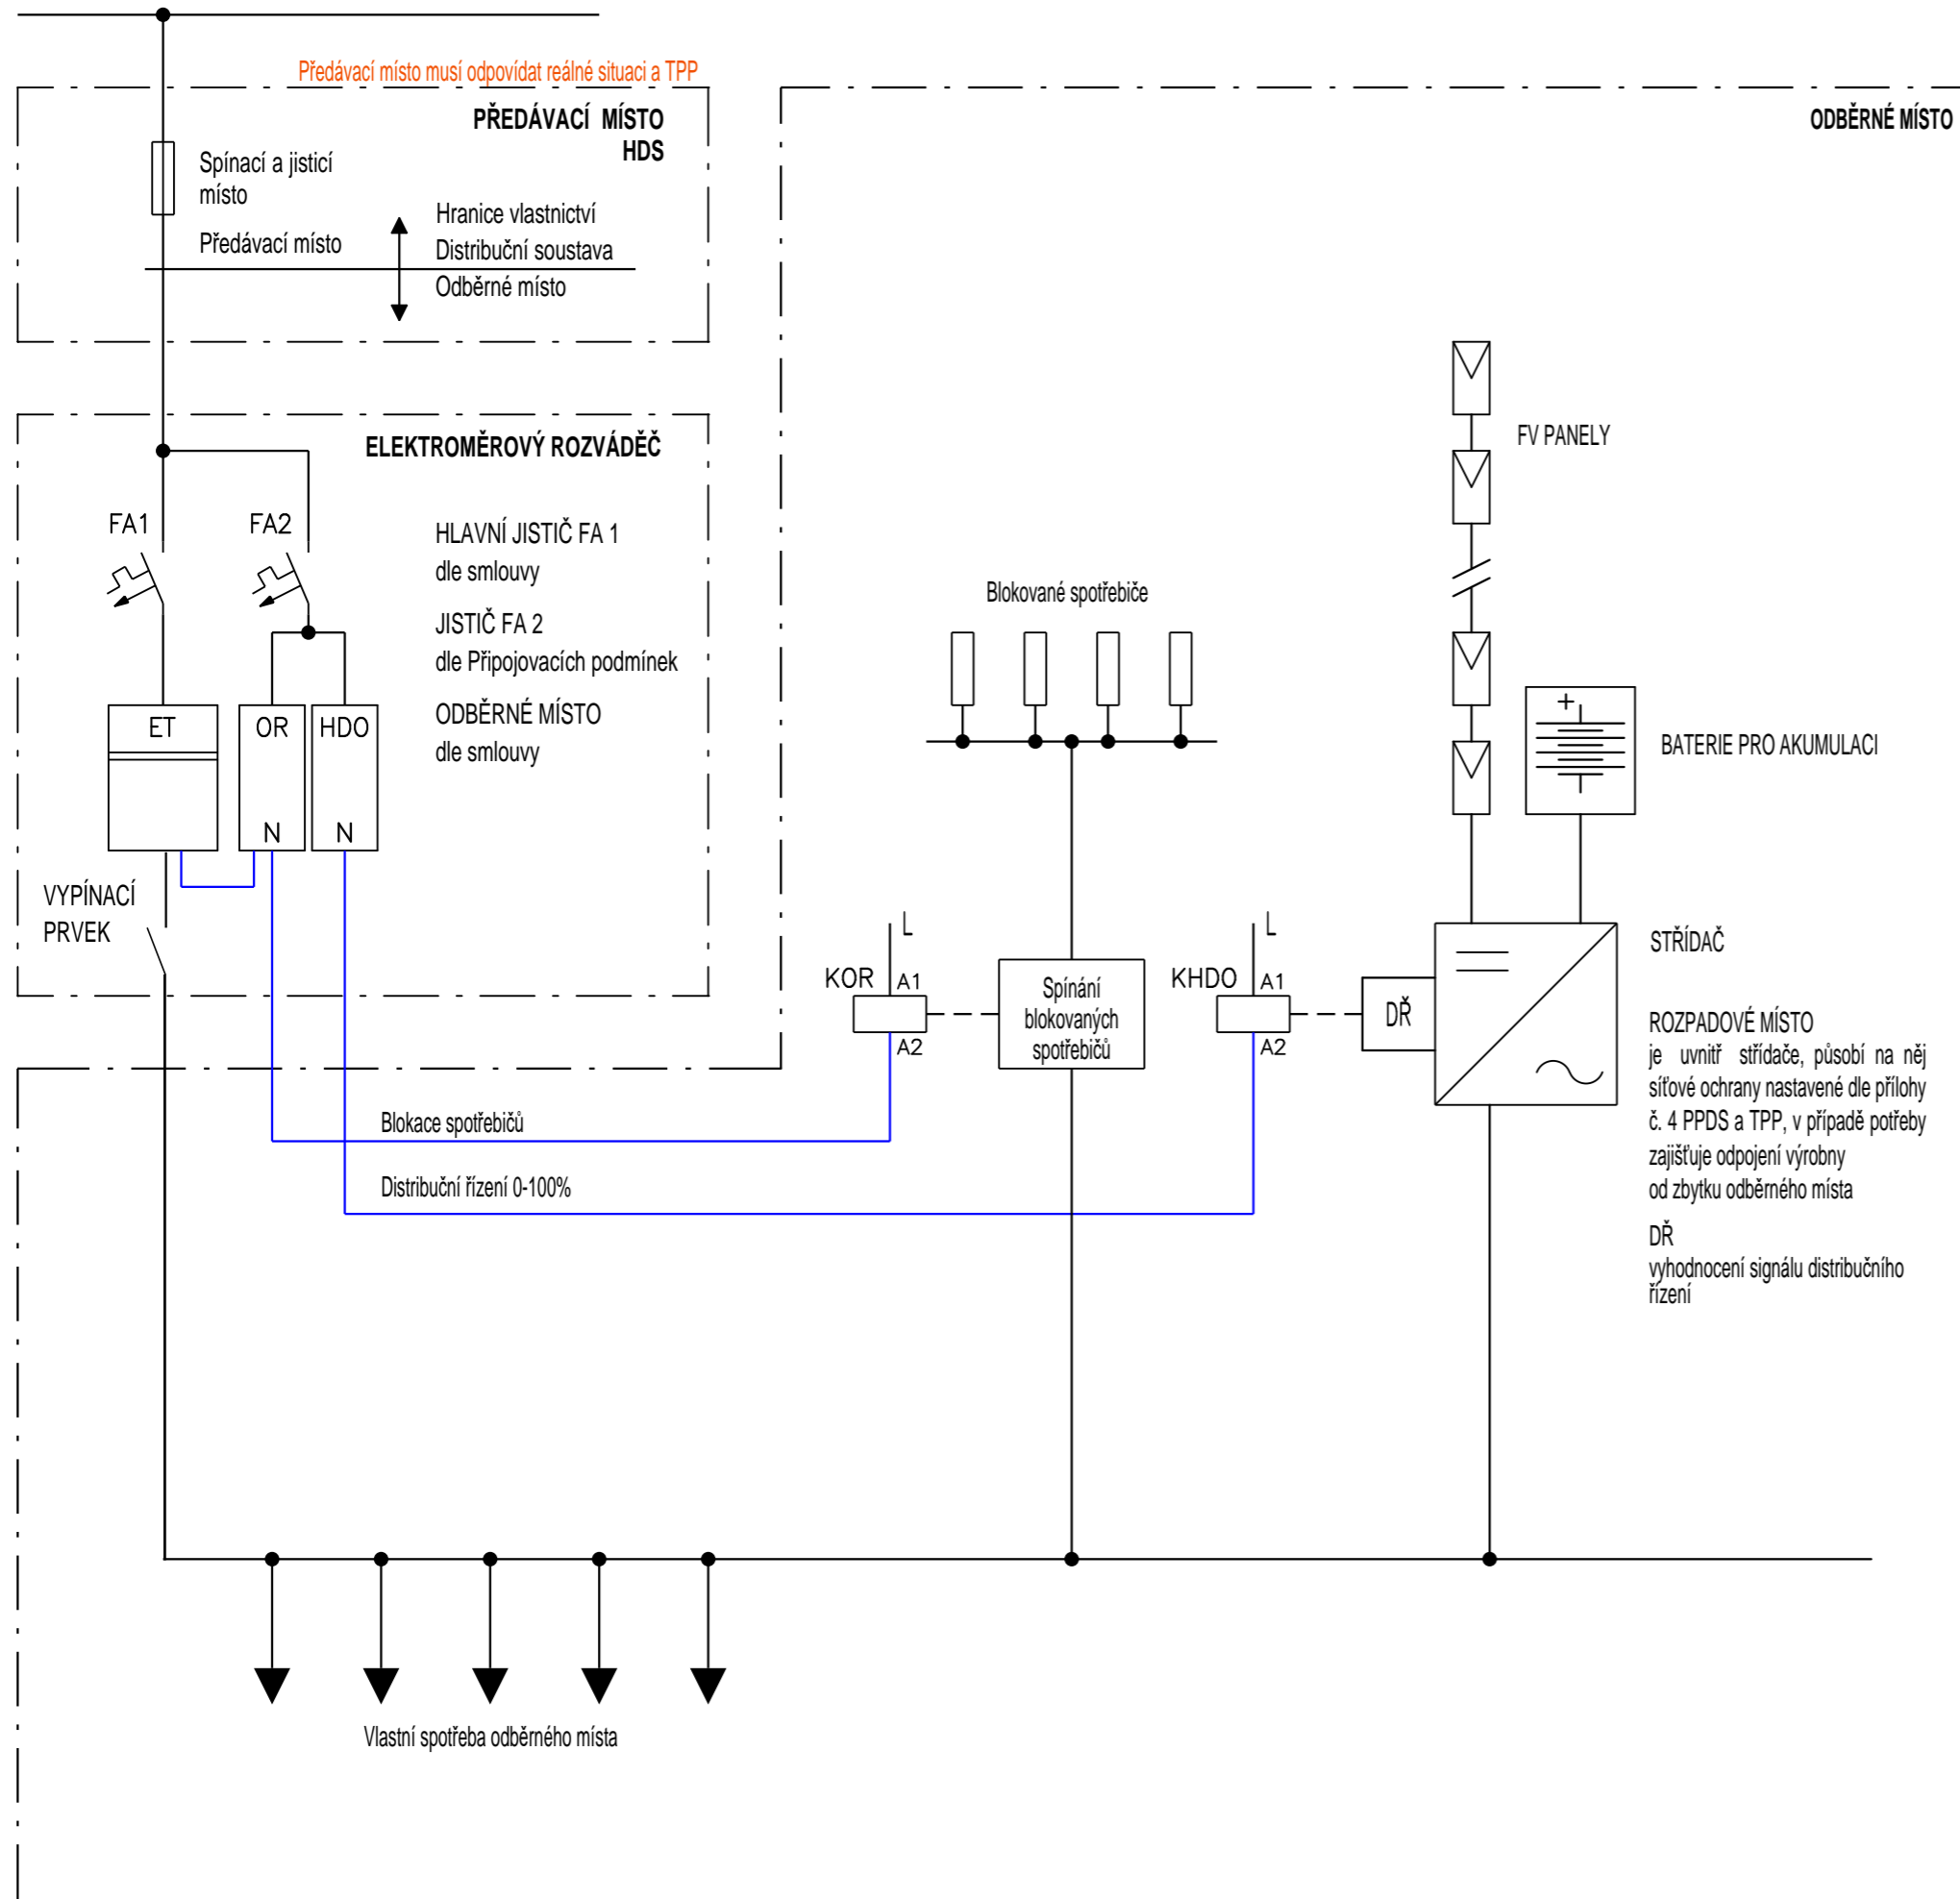 Předávací místo musí odpovídat reálné situaci a TPP
PŘEDÁVACÍ MÍSTO
HDS
ODBĚRNÉ MÍSTO
Spínací a jisticí
místo
Předávací místo
Hranice vlastnictví
Distribuční soustava
Odběrné místo
ELEKTROMĚROVÝ ROZVÁDĚČ
FA1
FA2
HLAVNÍ JISTIČ FA 1
dle smlouvy
JISTIČ FA 2
dle Připojovacích podmínek
ODBĚRNÉ MÍSTO
dle smlouvy
ET
OR
HDO
N
N
VYPÍNACÍ
PRVEK
FV PANELY
Blokované spotřebiče
+
BATERIE PRO AKUMULACI
L
KOR
A1
A2
Spínání
blokovaných
spotřebičů
L
KHDO
A1
A2
DŘ
STŘÍDAČ
ROZPADOVÉ MÍSTO
je uvnitř střídače, působí na něj
síťové ochrany nastavené dle přílohy
č. 4 PPDS a TPP, v případě potřeby
zajišťuje odpojení výrobny
od zbytku odběrného místa
DŘ
vyhodnocení signálu distribučního
řízení
Blokace spotřebičů
Distribuční řízení 0-100%
Vlastní spotřeba odběrného místa